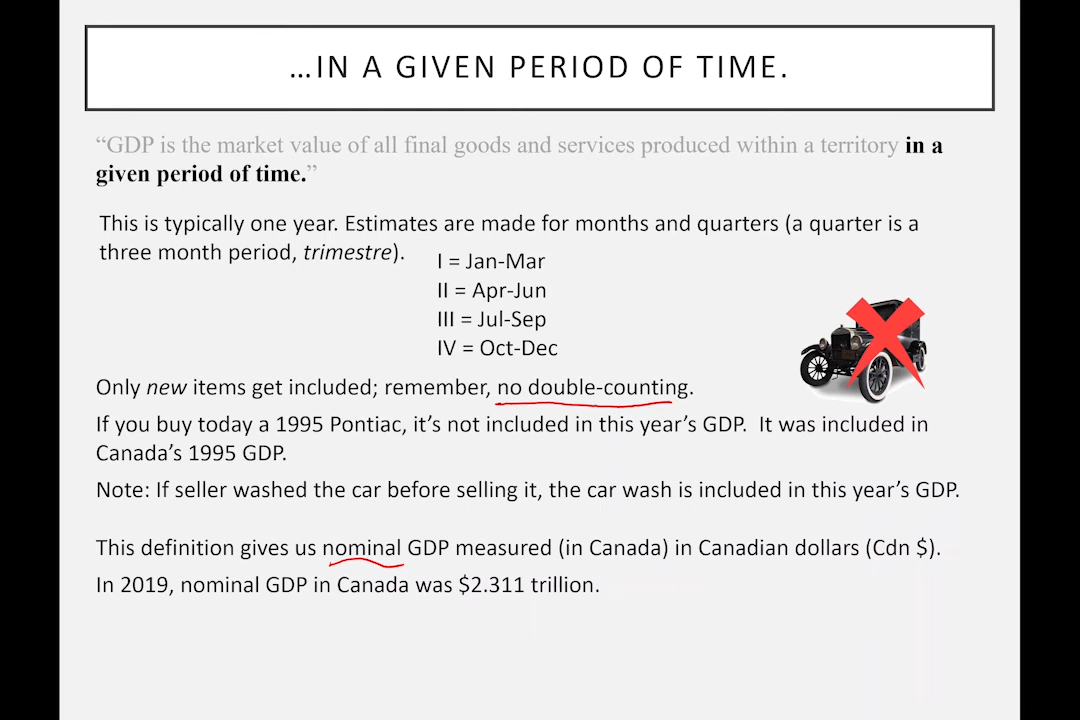 …IN A GIVEN PERIOD OF TIME.
“GDP is the market value of all final goods and services produced within a territory in a
given period of time.”
This is typically one year. Estimates are made for months and quarters (a quarter is a
three month period, trimestre).
I = Jan-Mar
II = Apr-Jun
III = Jul-Sep
IV = Oct-Dec
Only new items get included; remember, no double-counting.
If you buy today a 1995 Pontiac, it’s not included in this year’s GDP.  It was included in
Canada’s 1995 GDP.
Note: If seller washed the car before selling it, the car wash is included in this year’s GDP.
This definition gives us nominal GDP measured (in Canada) in Canadian dollars (Cdn $).
In 2019, nominal GDP in Canada was $2.311 trillion.